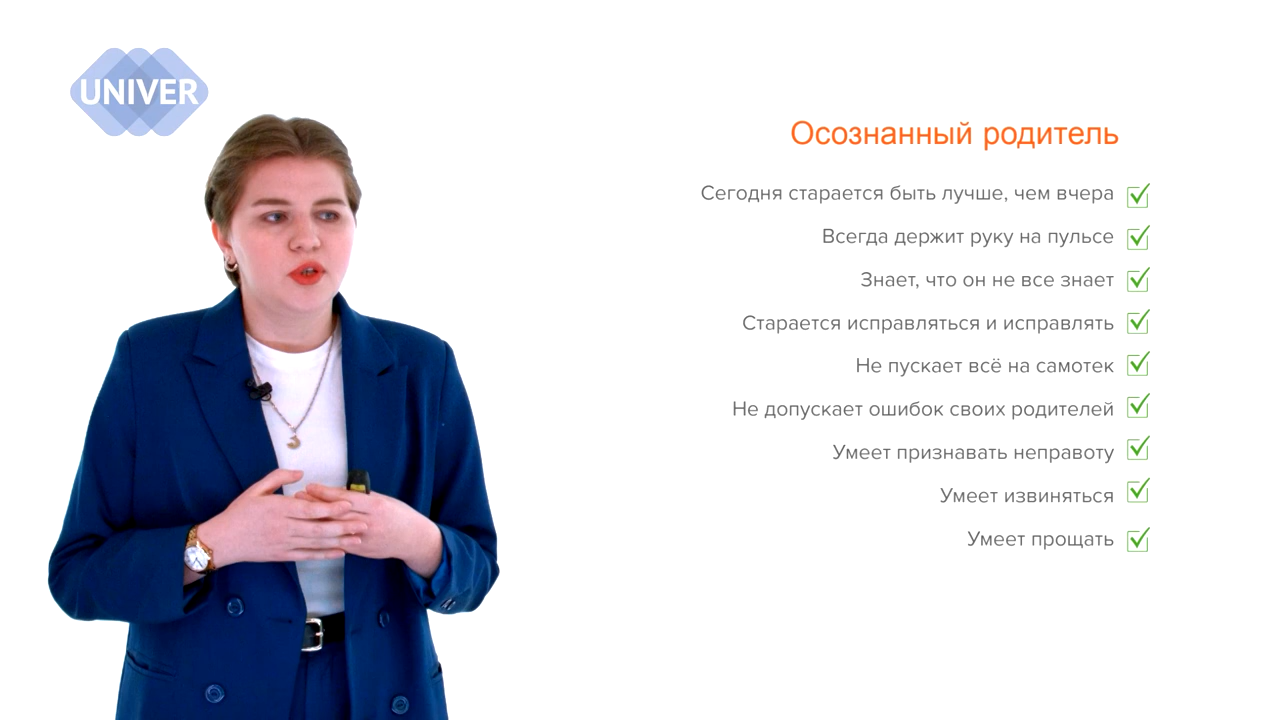 UNIVER
Осознанный родитель
Сегодня старается быть лучше, чем вчера
Всегда держит руку на пульсе
Знает, что он не все знает
Старается исправляться и исправлять
Не пускает всё на самотек
Не допускает ошибок своих родителей
Умеет признавать неправоту
Умеет извиняться
Умеет прощать